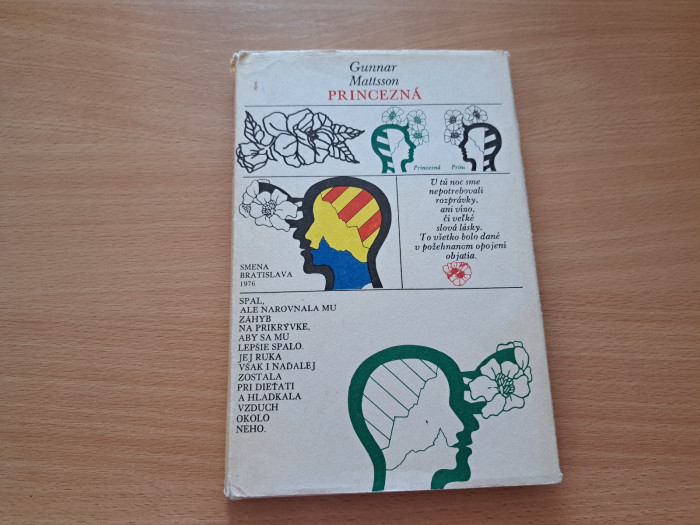 Gunnar
Mattsson
PRINCEZNÁ
Princezná
Princ
U tú noc sme
nepotrebovali
rozprávky,
ani víno,
či veľké
slová lásky.
To všetko bolo dané
v požehnanom opojení
objatia.
SMENA
BRATISLAVA
1976
SPAL,
ALE NAROVNALA MU
ZÁHYB
NA PRIKRÝVKE,
ABY SA MU
LEPŠIE SPALO.
JEJ RUKA
VŠAK I NAĎALEJ
ZOSTALA
PRI DIEŤATI
A HLADKALA
VZDUCH
OKOLO
NEHO.